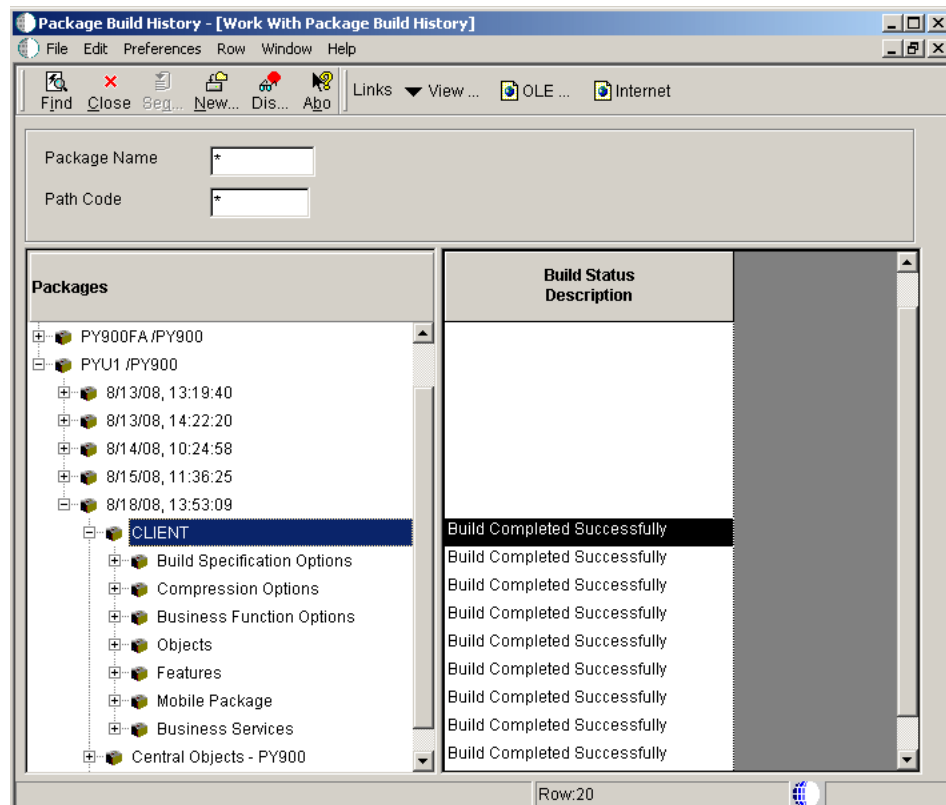 Package Build History - [Work With Package Build History]
File Edit Preferences Row Window Help
Find Close Seq... New... Dis... Abo Links View ... OLE ... Internet
Package Name *
Path Code *
Packages
Build Status
Description
PY900FA /PY900
PYU1 /PY900
8/13/08, 13:19:40
8/13/08, 14:22:20
8/14/08, 10:24:58
8/15/08, 11:36:25
8/18/08, 13:53:09
CLIENT Build Completed Successfully
Build Specification Options Build Completed Successfully
Compression Options Build Completed Successfully
Business Function Options Build Completed Successfully
Objects Build Completed Successfully
Features Build Completed Successfully
Mobile Package Build Completed Successfully
Business Services Build Completed Successfully
Central Objects - PY900 Build Completed Successfully
Row:20